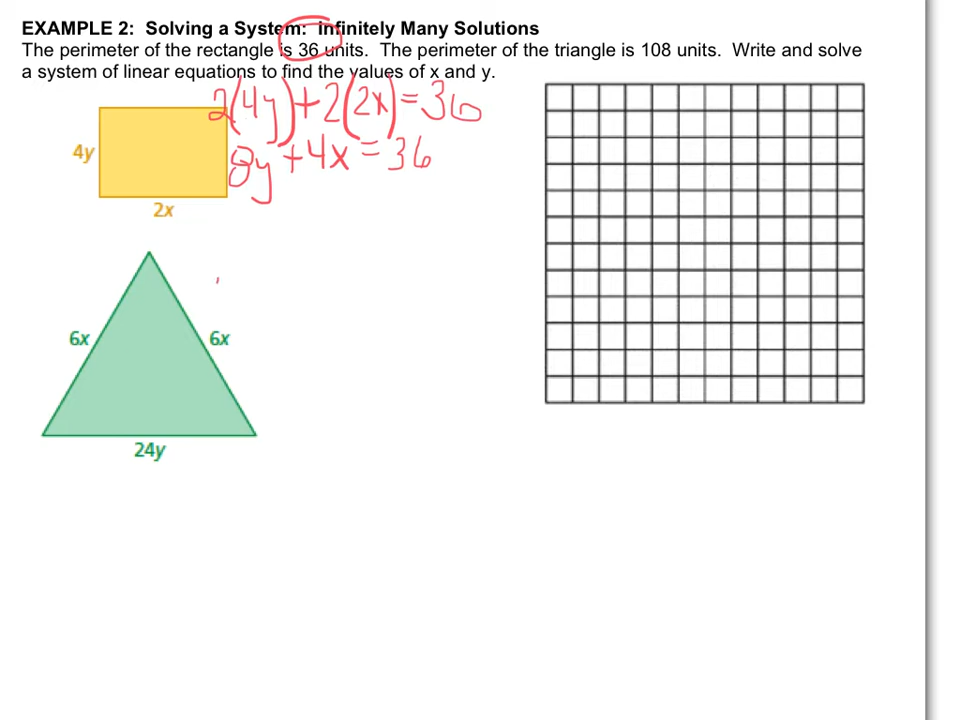 EXAMPLE 2: Solving a System: Infinitely Many Solutions
The perimeter of the rectangle is 36 units. The perimeter of the triangle is 108 units. Write and solve
a system of linear equations to find the values of x and y.
2(4y)+2(2x)=36
8y+4x=36
4y
2x
6x
6x
24y